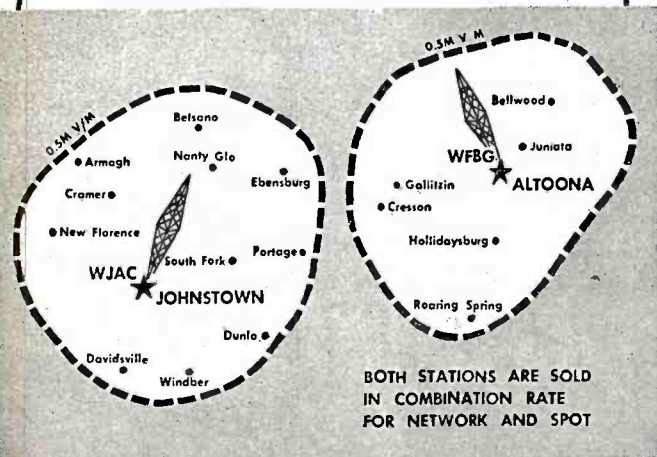 0.5M V/M
Belsano
Armagh
Nanty Glo
Ebensburg
Cramer
New Florence
South Fork
Portage
WJAC
JOHNSTOWN
Dunlo
Davidsville
Windber
0.5M V M
Bellwood
Juniata
WFBG
ALTOONA
Gallitzin
Cresson
Hollidaysburg
Roaring Spring
BOTH STATIONS ARE SOLD
IN COMBINATION RATE
FOR NETWORK AND SPOT